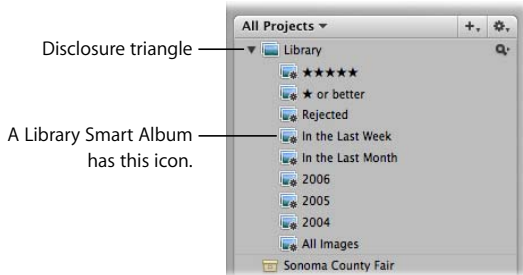 All Projects
Disclosure triangle
Library
★★★★★
★ or better
Rejected
A Library Smart Album
has this icon.
In the Last Week
In the Last Month
2006
2005
2004
All Images
Sonoma County Fair